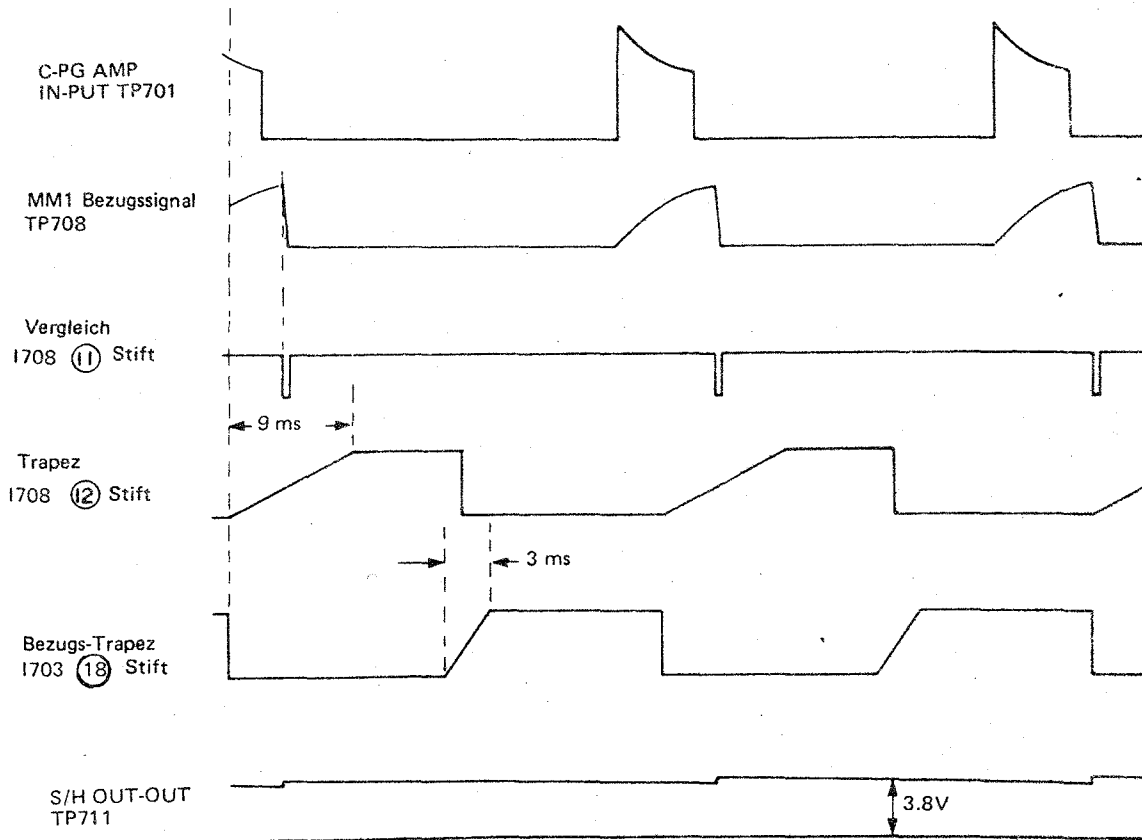 C-PG AMP
IN-PUT TP701
MM1 Bezugssignal
TP708
Vergleich
I708 ⑪ Stift
9 ms
Trapez
I708 ⑫ Stift
3 ms
Bezugs-Trapez
I703 ⑱ Stift
S/H OUT-OUT
TP711
3.8V